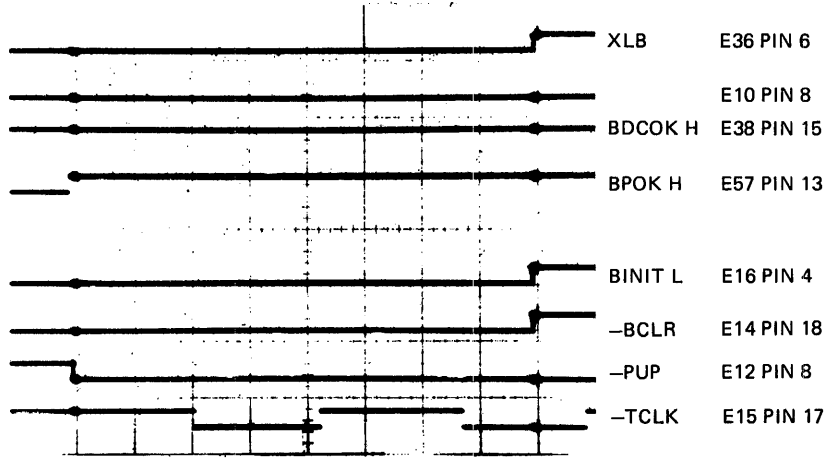 XLB E36 PIN 6
E10 PIN 8
BDCOK H E38 PIN 15
BPOK H E57 PIN 13
BINIT L E16 PIN 4
–BCLR E14 PIN 18
–PUP E12 PIN 8
–TCLK E15 PIN 17